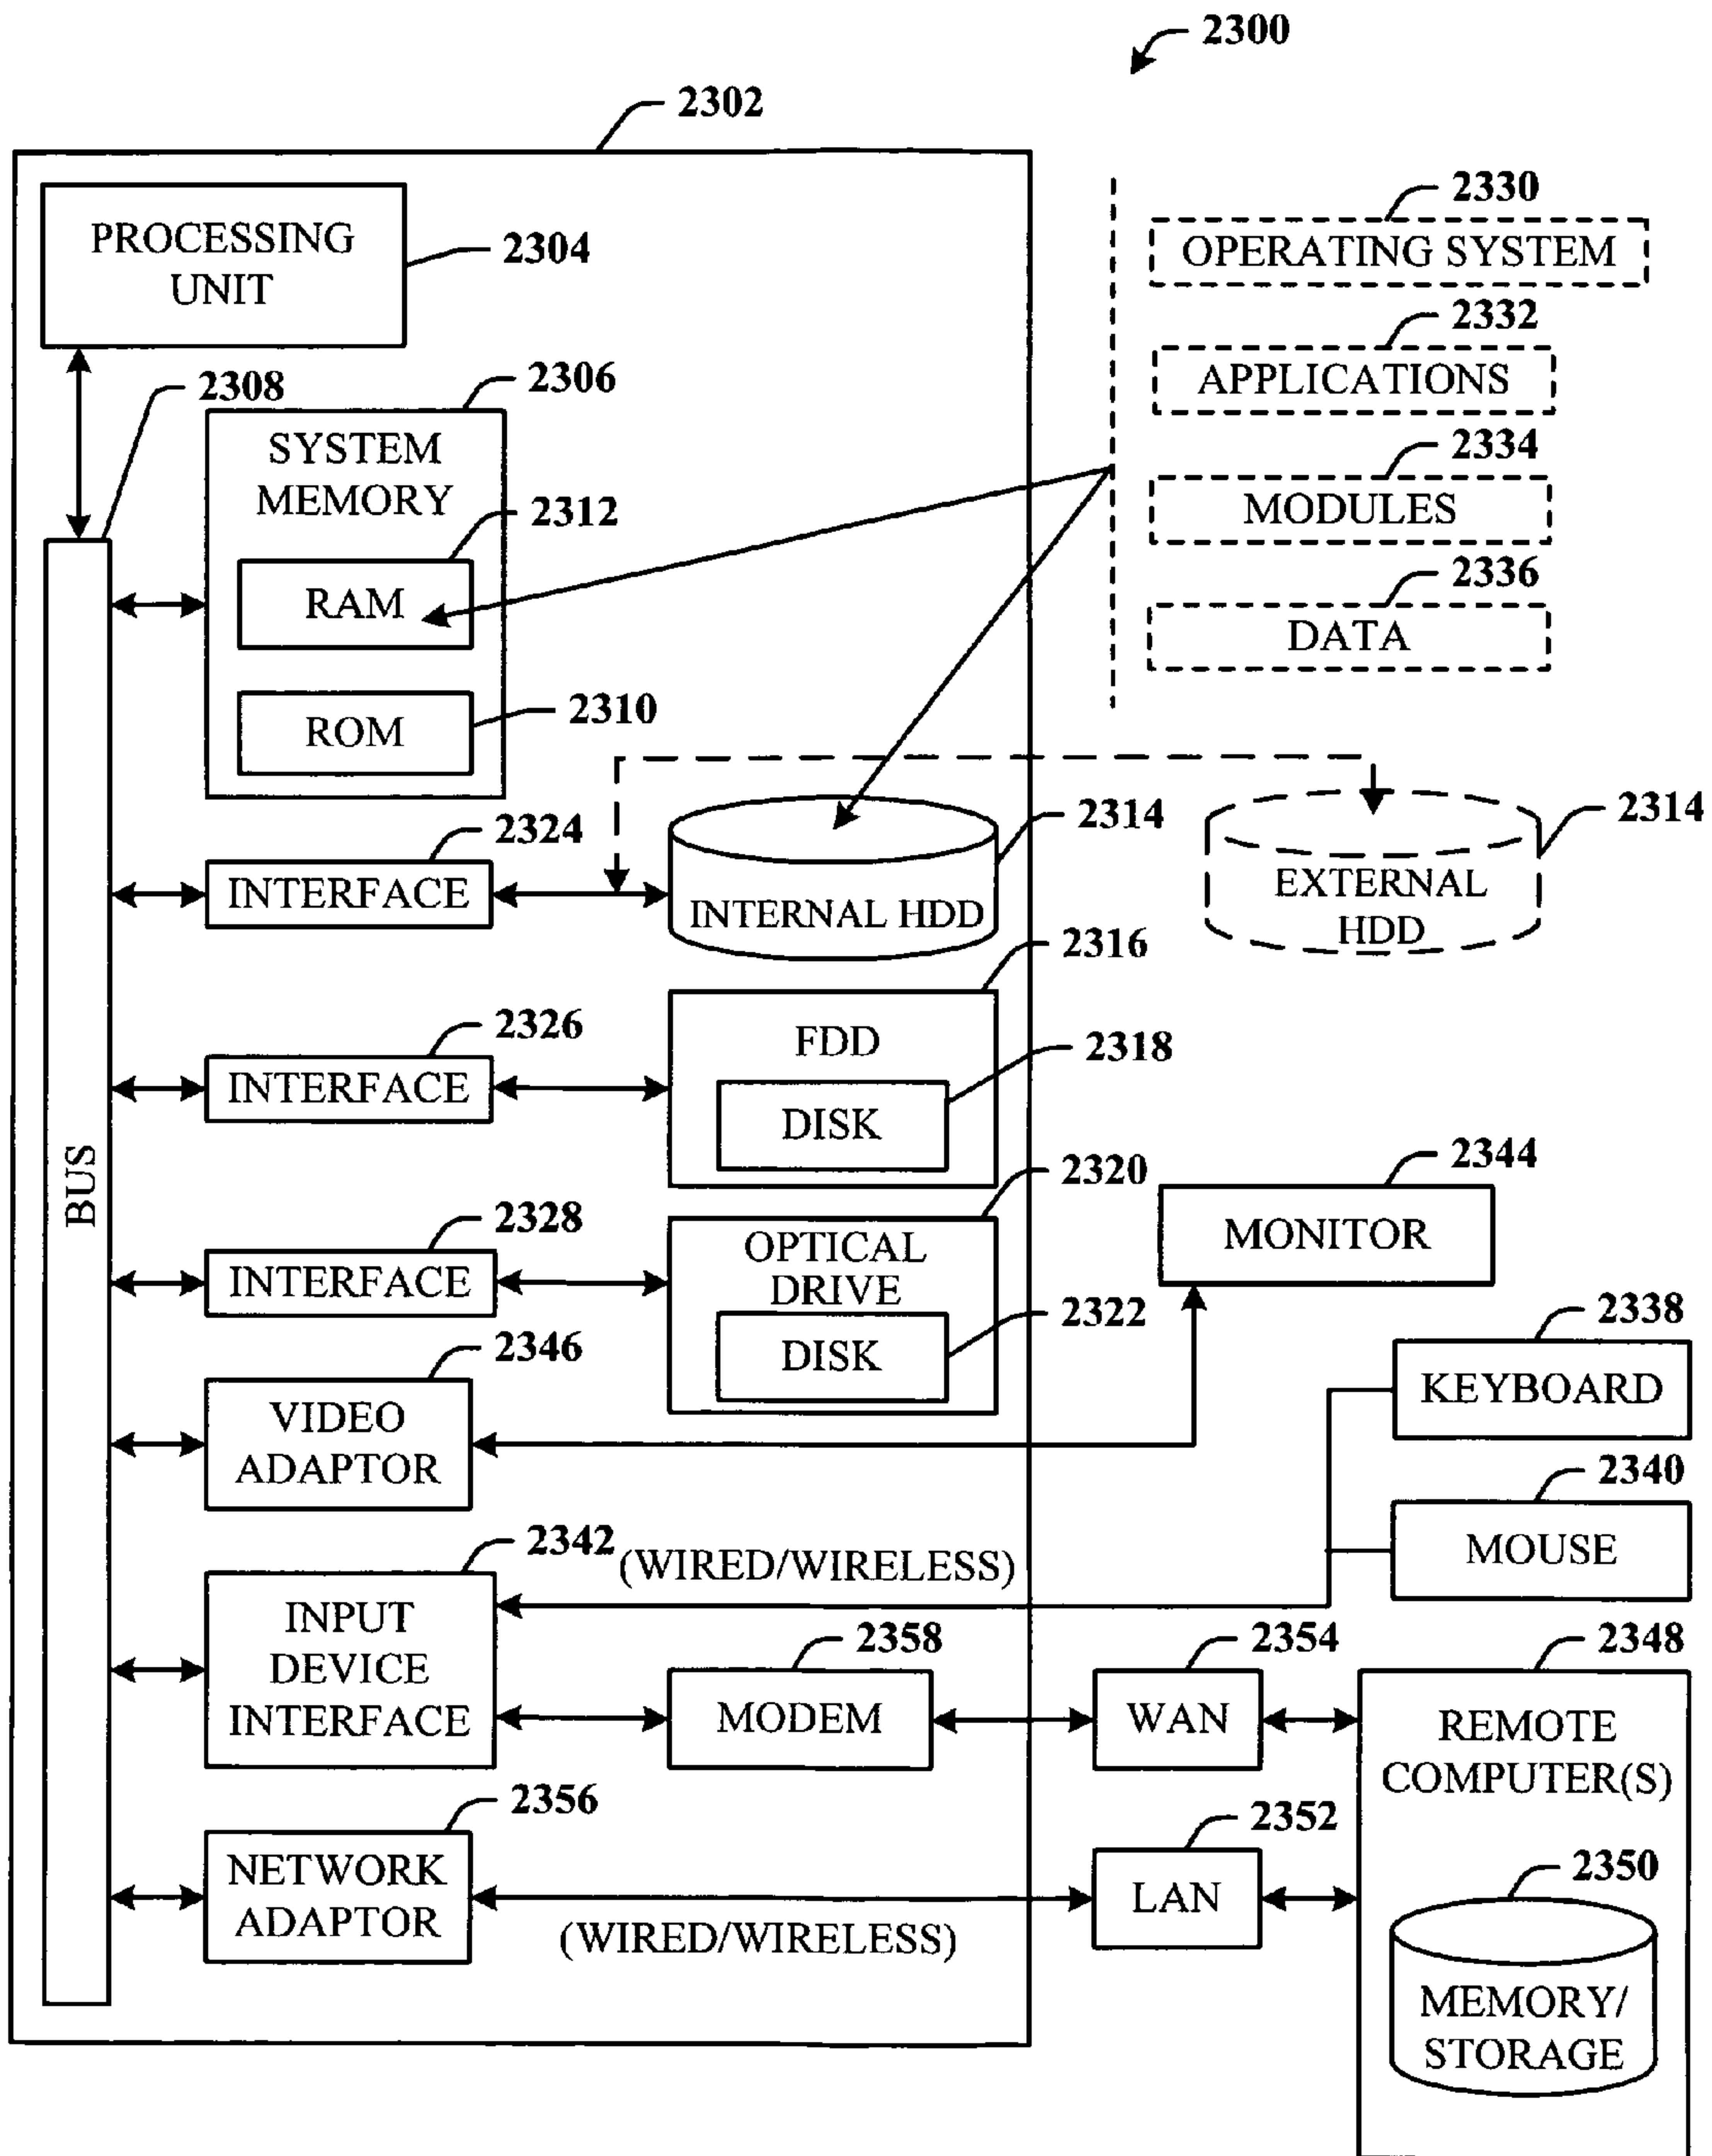 2300
2302
PROCESSING
UNIT
2304
2330
OPERATING SYSTEM
2332
APPLICATIONS
2334
MODULES
2336
DATA
2308
2306
SYSTEM
MEMORY
2312
RAM
2310
ROM
2324
INTERFACE
2314
INTERNAL HDD
2314
EXTERNAL
HDD
2316
FDD
2326
INTERFACE
2318
DISK
BUS
2320
OPTICAL
DRIVE
2328
INTERFACE
2322
DISK
2344
MONITOR
2346
VIDEO
ADAPTOR
2338
KEYBOARD
2340
MOUSE
2342
(WIRED/WIRELESS)
INPUT
DEVICE
INTERFACE
2358
MODEM
2354
WAN
2348
REMOTE
COMPUTER(S)
2356
NETWORK
ADAPTOR
(WIRED/WIRELESS)
2352
LAN
2350
MEMORY/
STORAGE